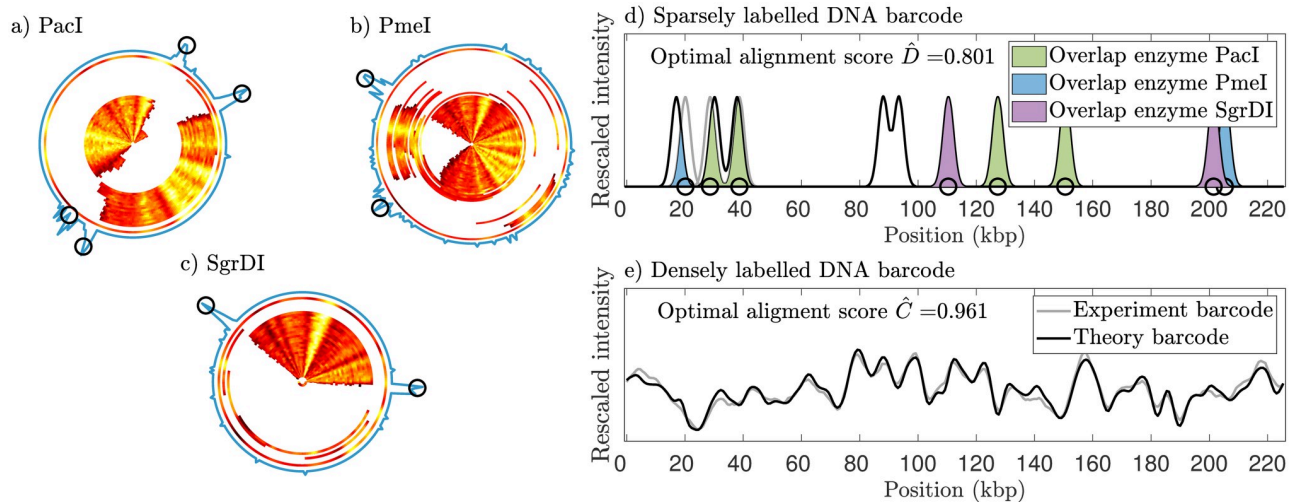 a) PacI
b) PmeI
c) SgrDI
d) Sparsely labelled DNA barcode
Optimal alignment score D̂ =0.801
Overlap enzyme PacI
Overlap enzyme PmeI
Overlap enzyme SgrDI
Rescaled intensity
0 20 40 60 80 100 120 140 160 180 200 220
Position (kbp)
e) Densely labelled DNA barcode
Optimal aligment score Ĉ =0.961
Experiment barcode
Theory barcode
Rescaled intensity
0 20 40 60 80 100 120 140 160 180 200 220
Position (kbp)